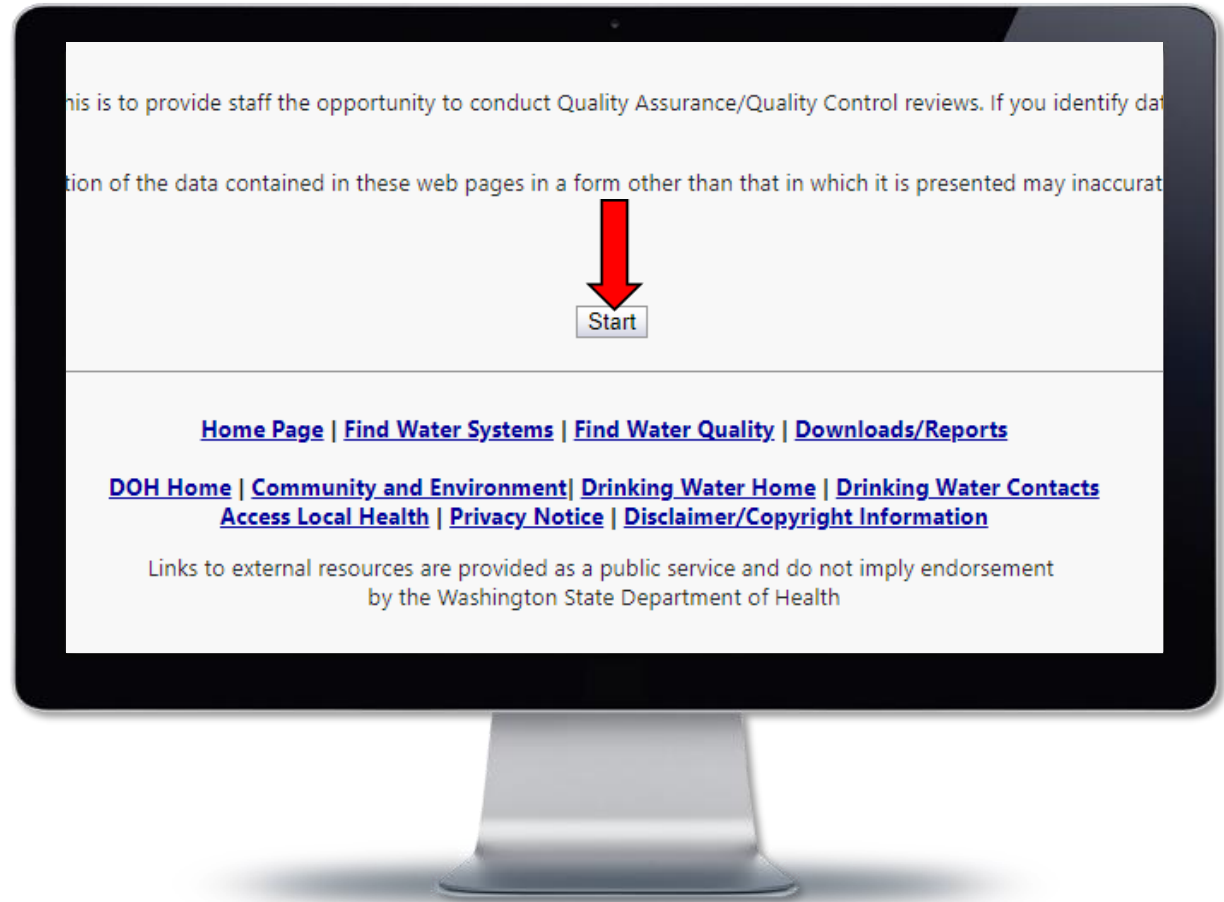 his is to provide staff the opportunity to conduct Quality Assurance/Quality Control reviews. If you identify dat
tion of the data contained in these web pages in a form other than that in which it is presented may inaccurat
Start
Home Page | Find Water Systems | Find Water Quality | Downloads/Reports
DOH Home | Community and Environment| Drinking Water Home | Drinking Water Contacts
Access Local Health | Privacy Notice | Disclaimer/Copyright Information
Links to external resources are provided as a public service and do not imply endorsement
by the Washington State Department of Health